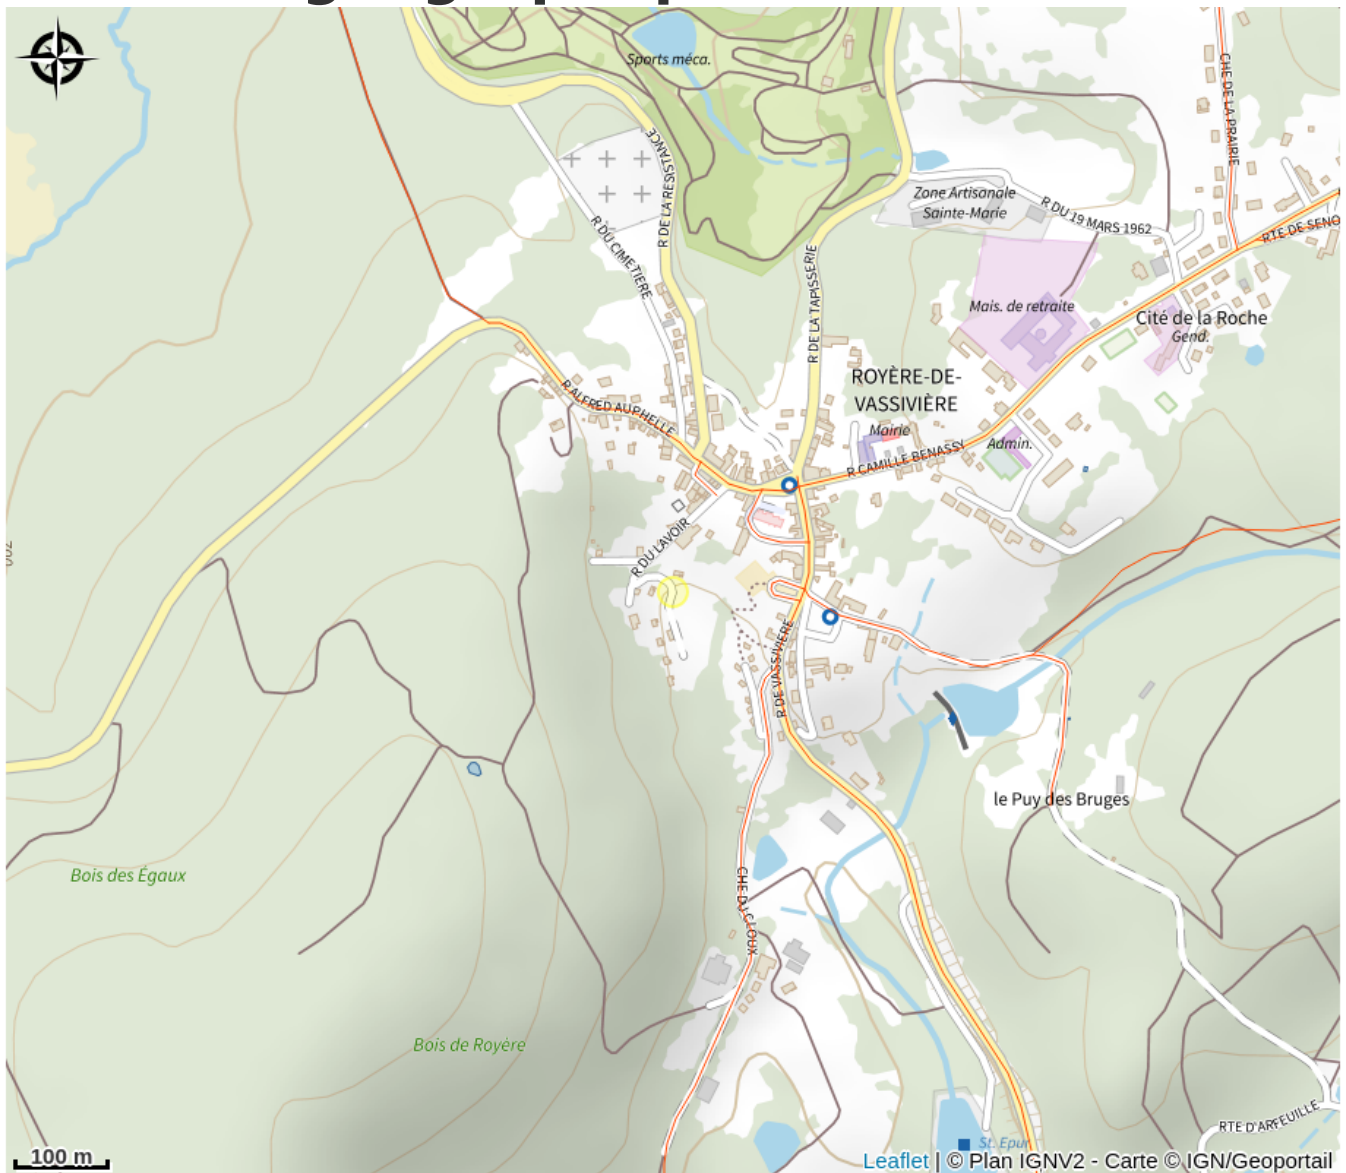 Sports méca.
CHE DE LA PRAIRIE
R DE LA RESISTANCE
Zone Artisanale
Sainte-Marie
R DU 19 MARS 1962
RTE DE SENO
R DU CIMETIERE
R DE LA TAPISSERIE
Mais. de retraite
Cité de la Roche
Gend.
ROYÈRE-DE-
VASSIVIÈRE
R ALFRED AUPHELLE
Mairie
Admin.
R CAMILLE BENASSY
R DU LAVOIR
R DE VASSIVIÈRE
le Puy des Bruges
Bois des Égaux
CHE DU CLOUX
Bois de Royère
RTE D'ARFEUILLE
St. Epur
100 m
Leaflet | © Plan IGNV2 - Carte © IGN/Geoportail